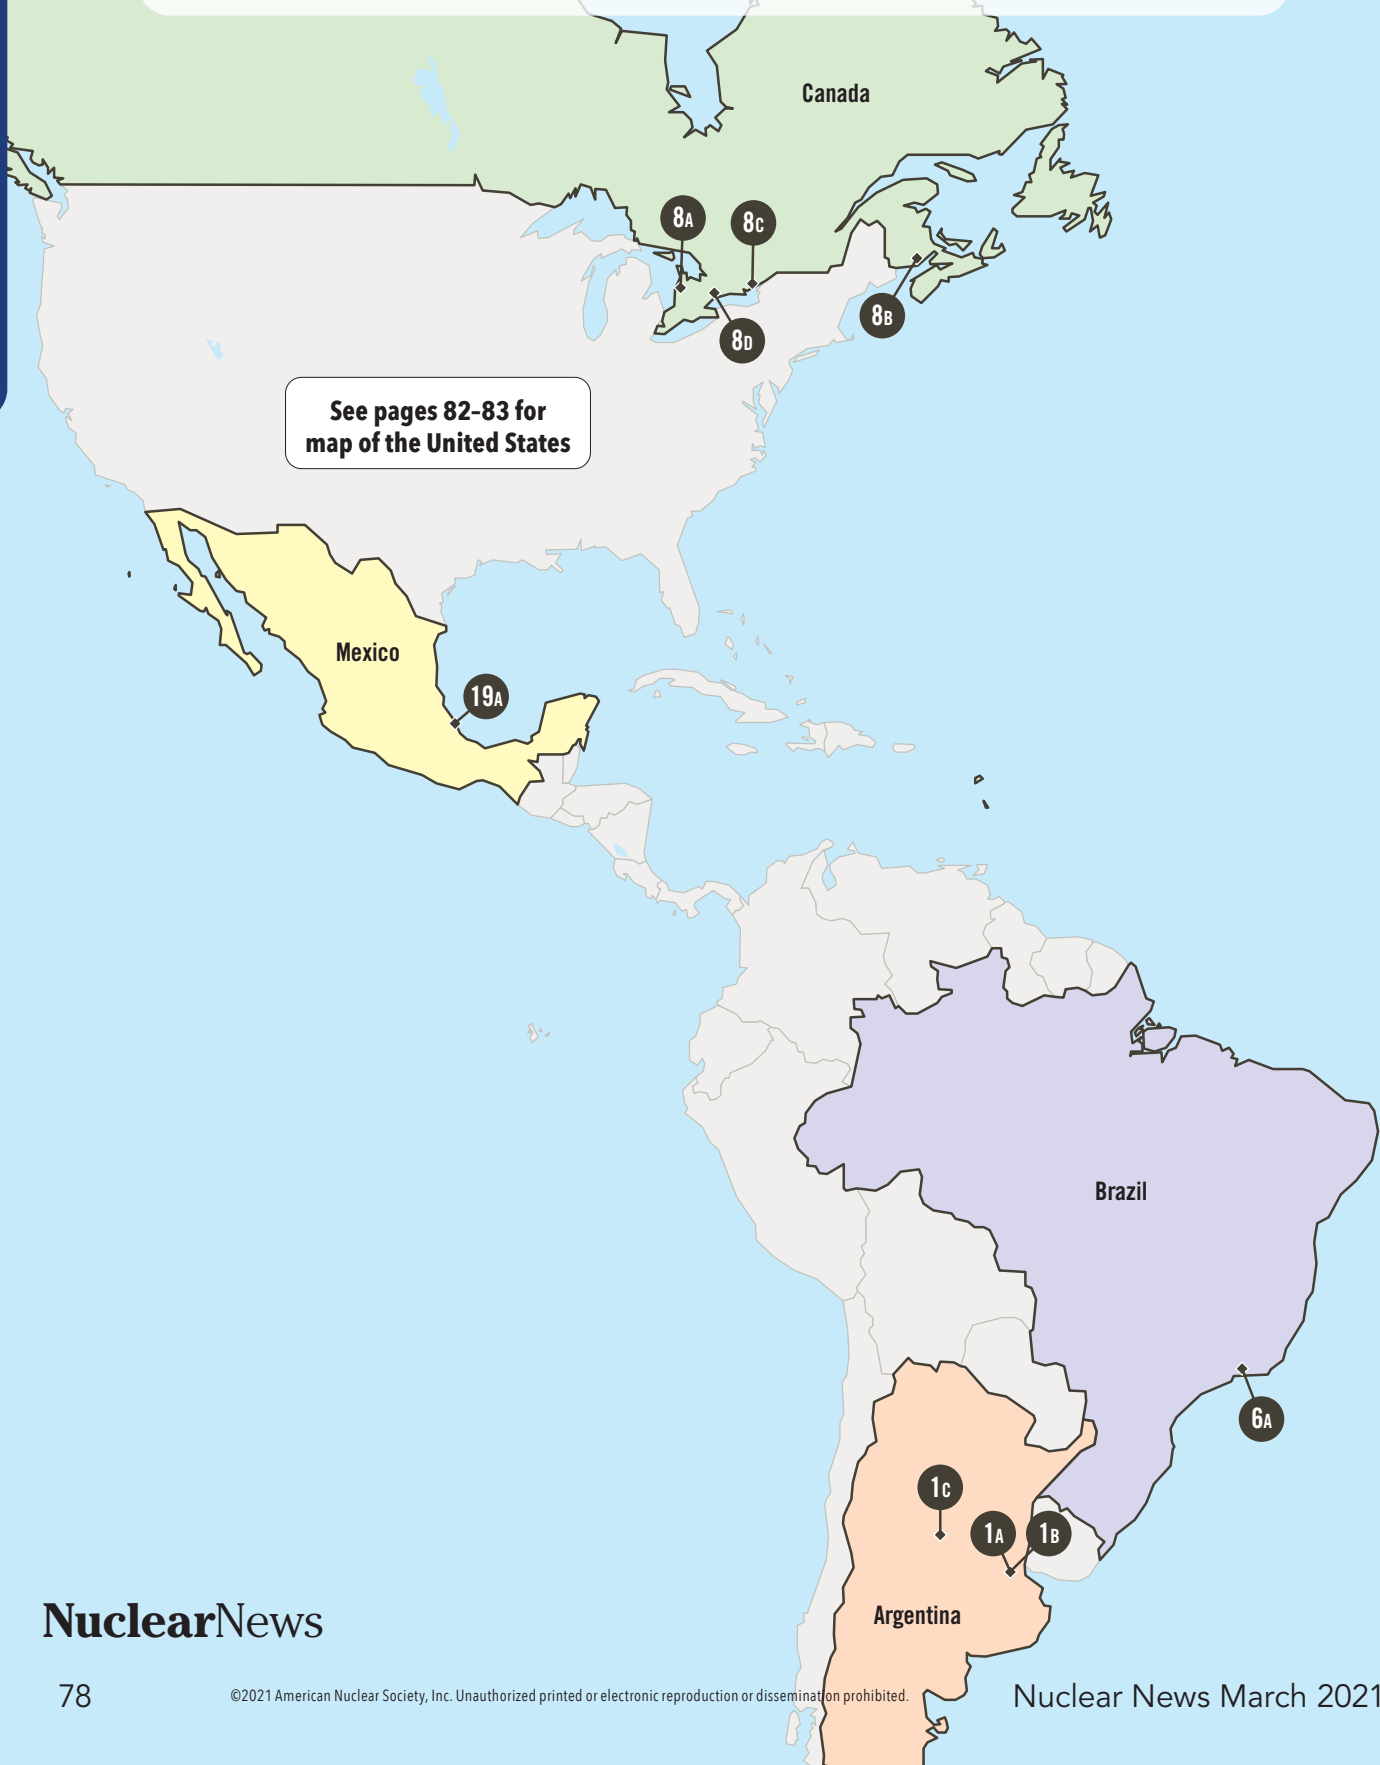 Canada
8A
8C
8B
8D
See pages 82–83 for
map of the United States
Mexico
19A
Brazil
6A
1C
1A
1B
Argentina
NuclearNews
78
©2021 American Nuclear Society, Inc. Unauthorized printed or electronic reproduction or dissemination prohibited.
Nuclear News March 2021